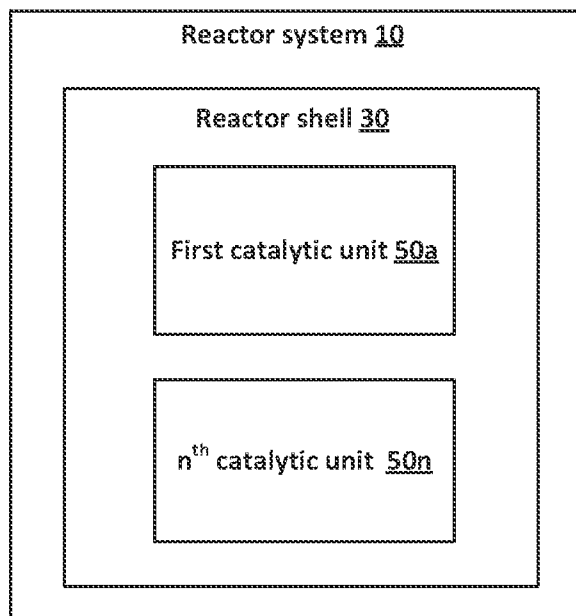 Reactor system 10
Reactor shell 30
First catalytic unit 50a
nth catalytic unit 50n